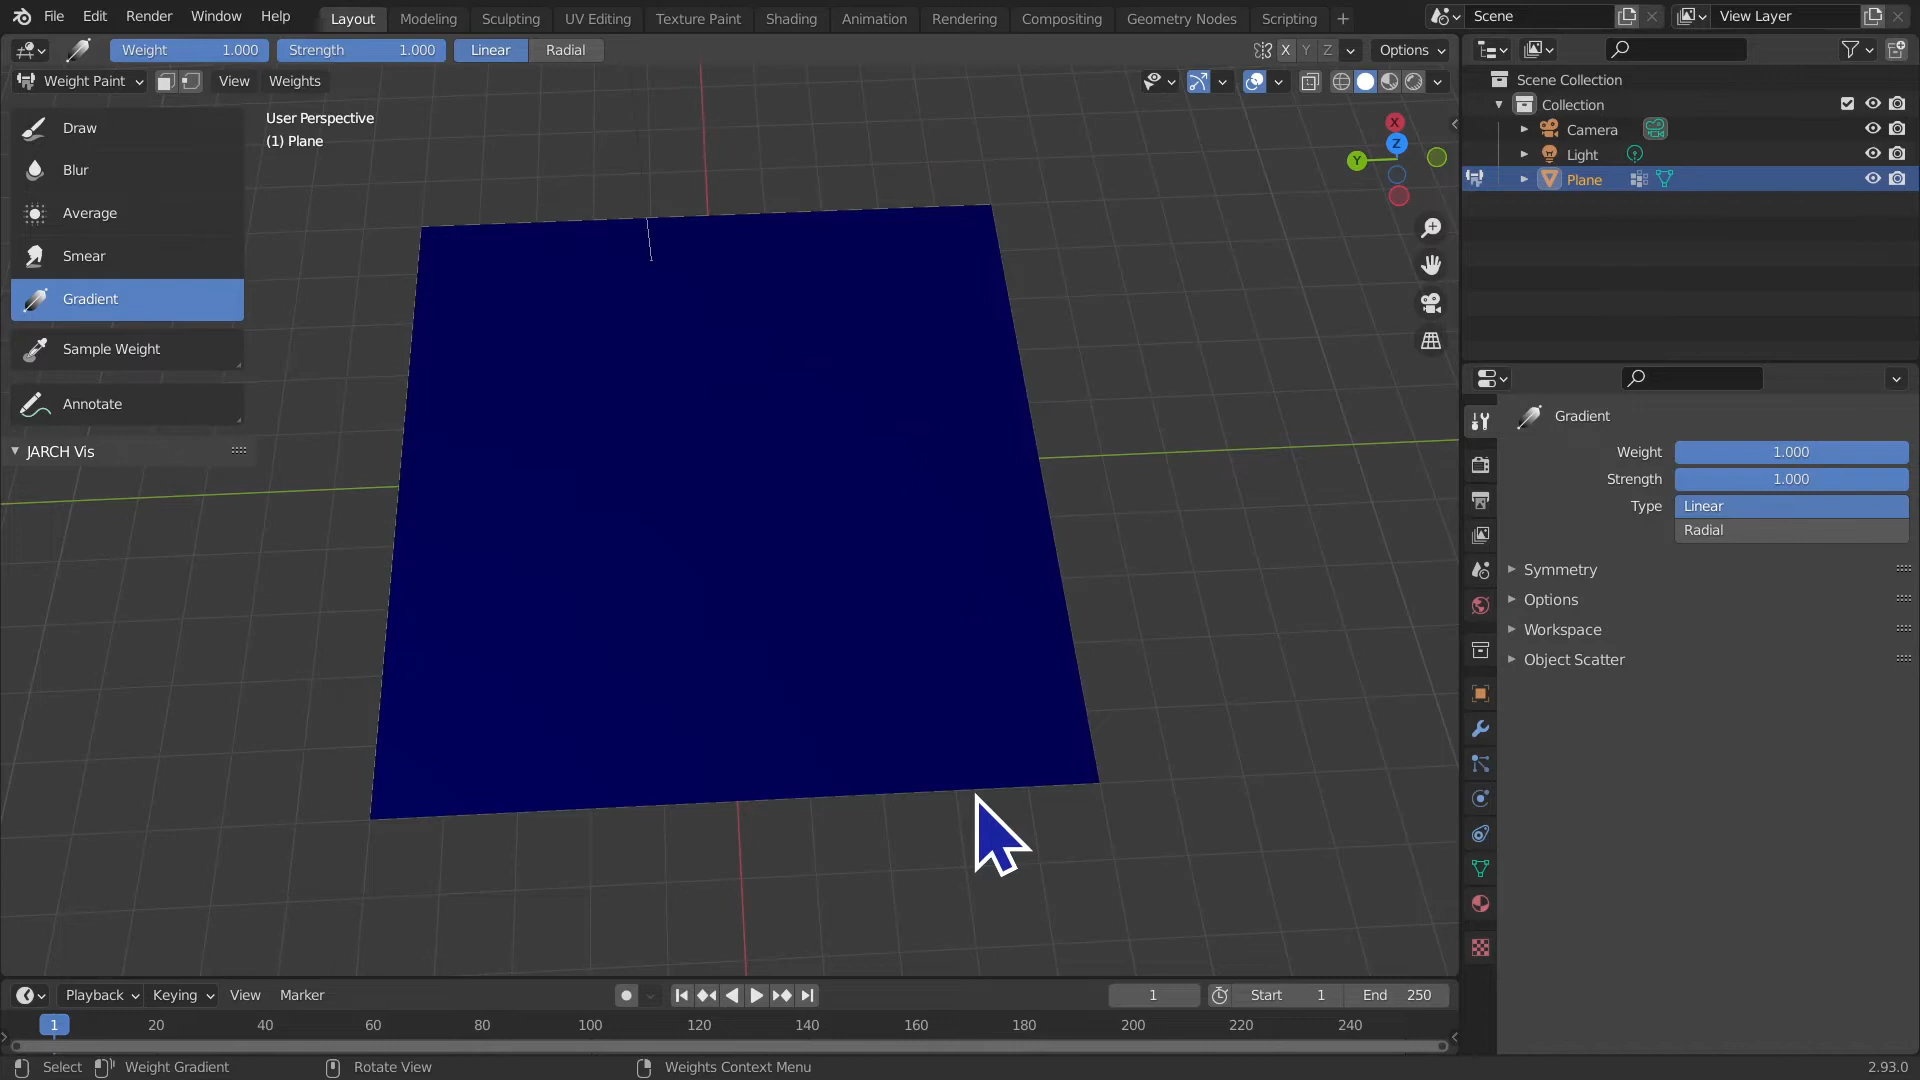 File Edit Render Window Help Layout Modeling Sculpting UV Editing Texture Paint Shading Animation Rendering Compositing Geometry Nodes Scripting + Scene View Layer
Weight 1.000 Strength 1.000 Linear Radial X Y Z Options
Weight Paint View Weights
Draw
Blur
Average
Smear
Gradient
Sample Weight
Annotate
JARCH Vis
User Perspective
(1) Plane
X
Y
Z
Scene Collection
Collection
Camera
Light
Plane
Gradient
Weight 1.000
Strength 1.000
Type Linear
Radial
Symmetry
Options
Workspace
Object Scatter
Playback Keying View Marker 1 Start 1 End 250
1 20 40 60 80 100 120 140 160 180 200 220 240
Select Weight Gradient Rotate View Weights Context Menu 2.93.0